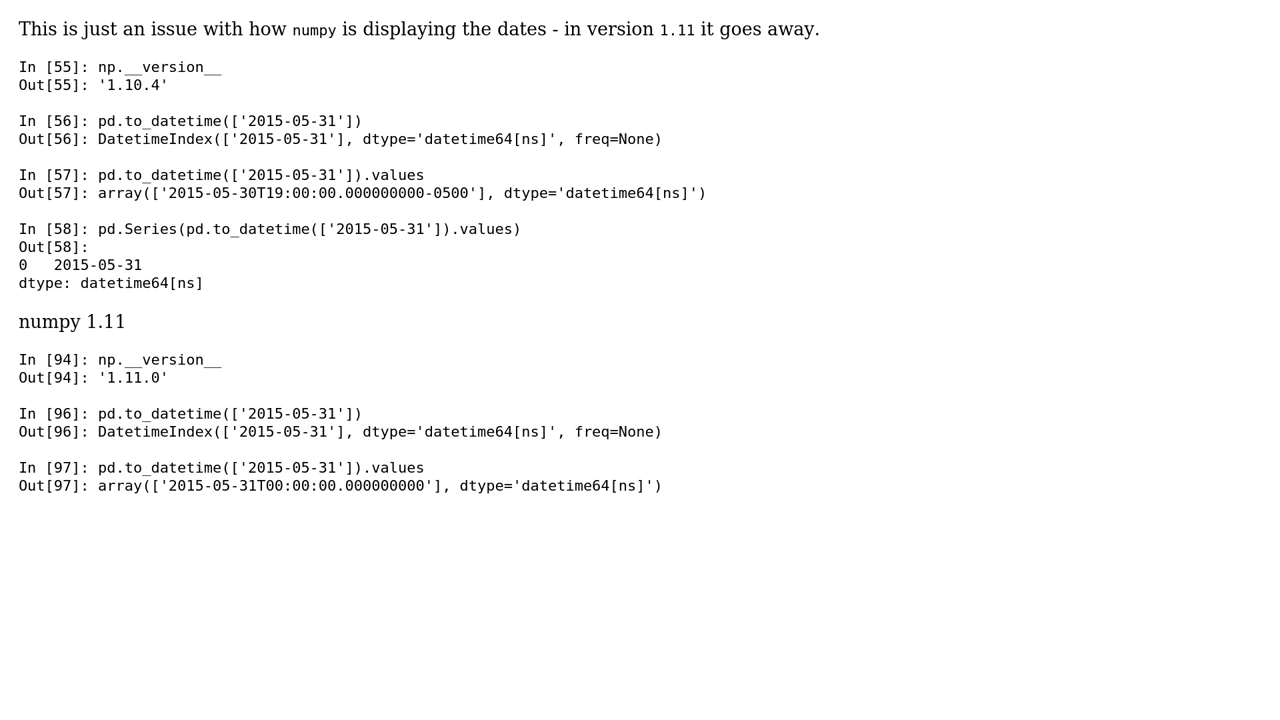 This is just an issue with how numpy is displaying the dates - in version 1.11 it goes away.
In [55]: np.__version__
Out[55]: '1.10.4'
In [56]: pd.to_datetime(['2015-05-31'])
Out[56]: DatetimeIndex(['2015-05-31'], dtype='datetime64[ns]', freq=None)
In [57]: pd.to_datetime(['2015-05-31']).values
Out[57]: array(['2015-05-30T19:00:00.000000000-0500'], dtype='datetime64[ns]')
In [58]: pd.Series(pd.to_datetime(['2015-05-31']).values)
Out[58]:
0   2015-05-31
dtype: datetime64[ns]
numpy 1.11
In [94]: np.__version__
Out[94]: '1.11.0'
In [96]: pd.to_datetime(['2015-05-31'])
Out[96]: DatetimeIndex(['2015-05-31'], dtype='datetime64[ns]', freq=None)
In [97]: pd.to_datetime(['2015-05-31']).values
Out[97]: array(['2015-05-31T00:00:00.000000000'], dtype='datetime64[ns]')